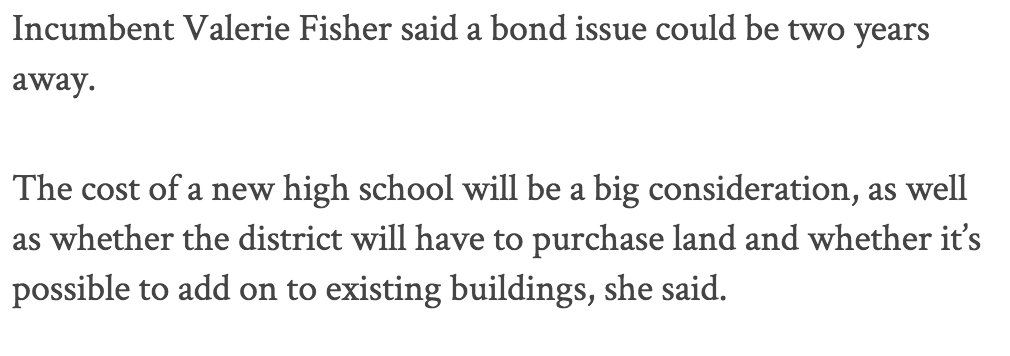 Incumbent Valerie Fisher said a bond issue could be two years
away.
The cost of a new high school will be a big consideration, as well
as whether the district will have to purchase land and whether it’s
possible to add on to existing buildings, she said.